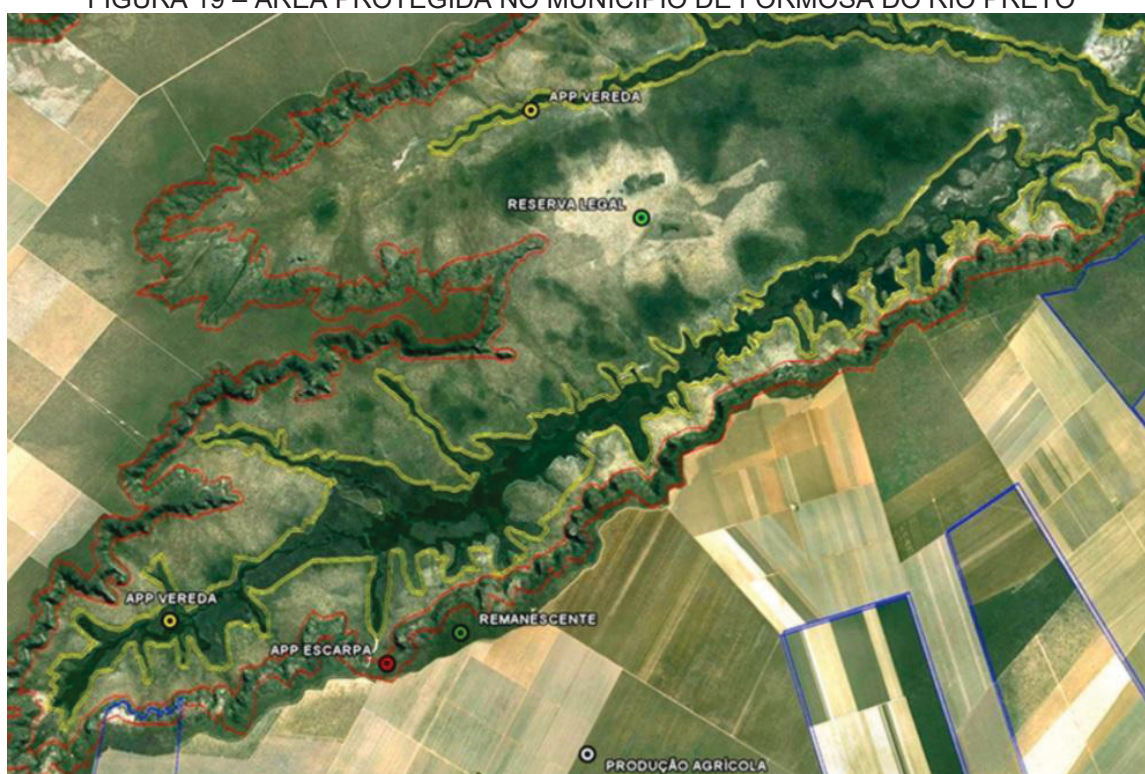 FIGURA 19 – ÁREA PROTEGIDA NO MUNICÍPIO DE FORMOSA DO RIO PRETO
APP VEREDA
RESERVA LEGAL
APP VEREDA
REMANESCENTE
APP ESCARPA
PRODUÇÃO AGRÍCOLA